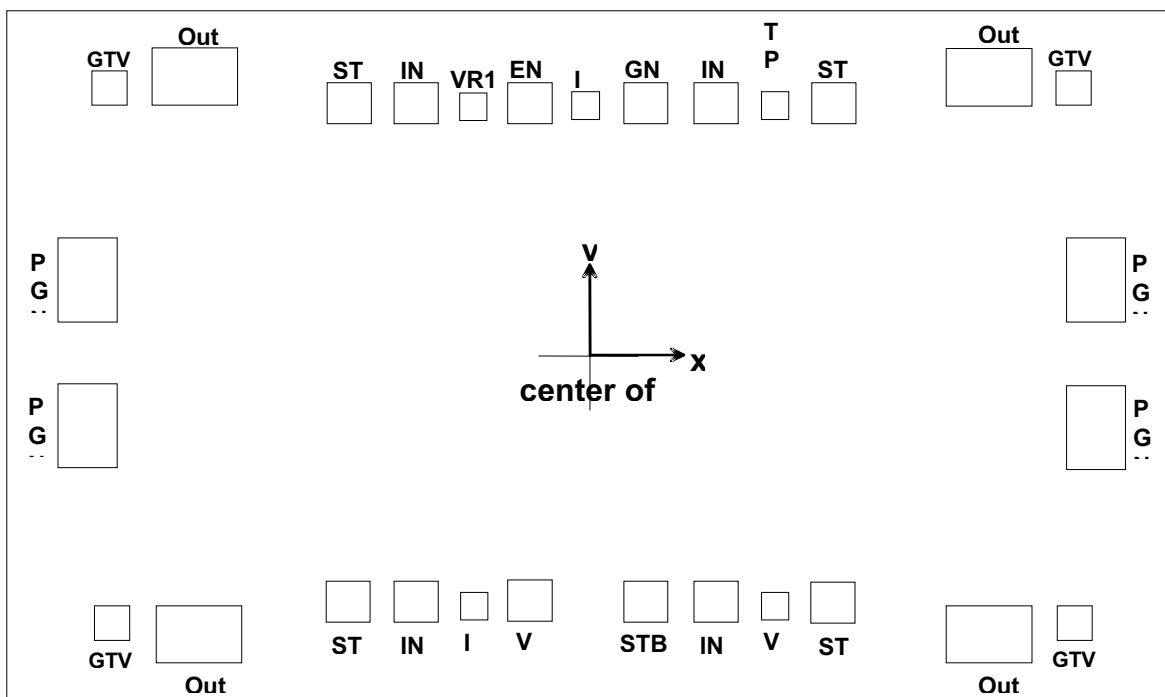 GTV
Out
ST
IN
VR1
EN
I
GN
IN
T
P
ST
Out
GTV
P
G
P
G
y
x
center of
P
G
P
G
GTV
Out
ST
IN
I
V
STB
IN
V
ST
Out
GTV